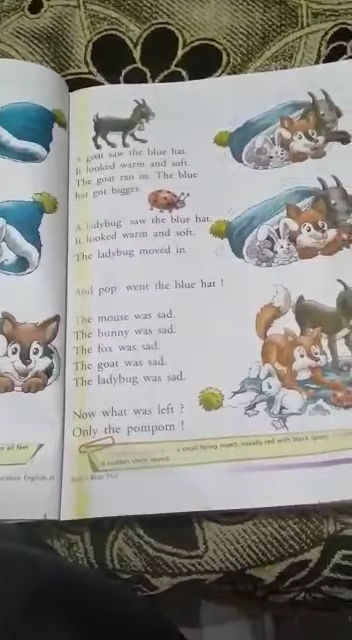 A goat saw the blue hat.
It looked warm and soft.
The goat ran in. The blue
hat got bigger.
A ladybug saw the blue hat.
It looked warm and soft.
The ladybug moved in.
And pop went the blue hat !
The mouse was sad.
The bunny was sad.
The fox was sad.
The goat was sad.
The ladybug was sad.
Now what was left ?
Only the pompom !
a small flying insect, usually red with black spots
a sudden short sound
Blue Hat
all feel
English